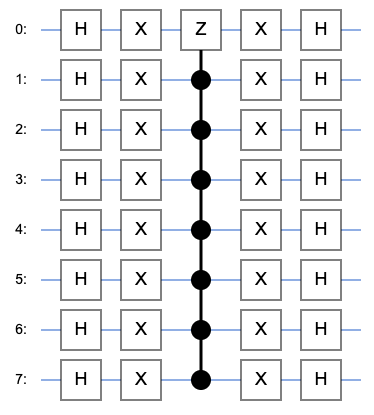 0: H X Z X H
1: H X X H
2: H X X H
3: H X X H
4: H X X H
5: H X X H
6: H X X H
7: H X X H